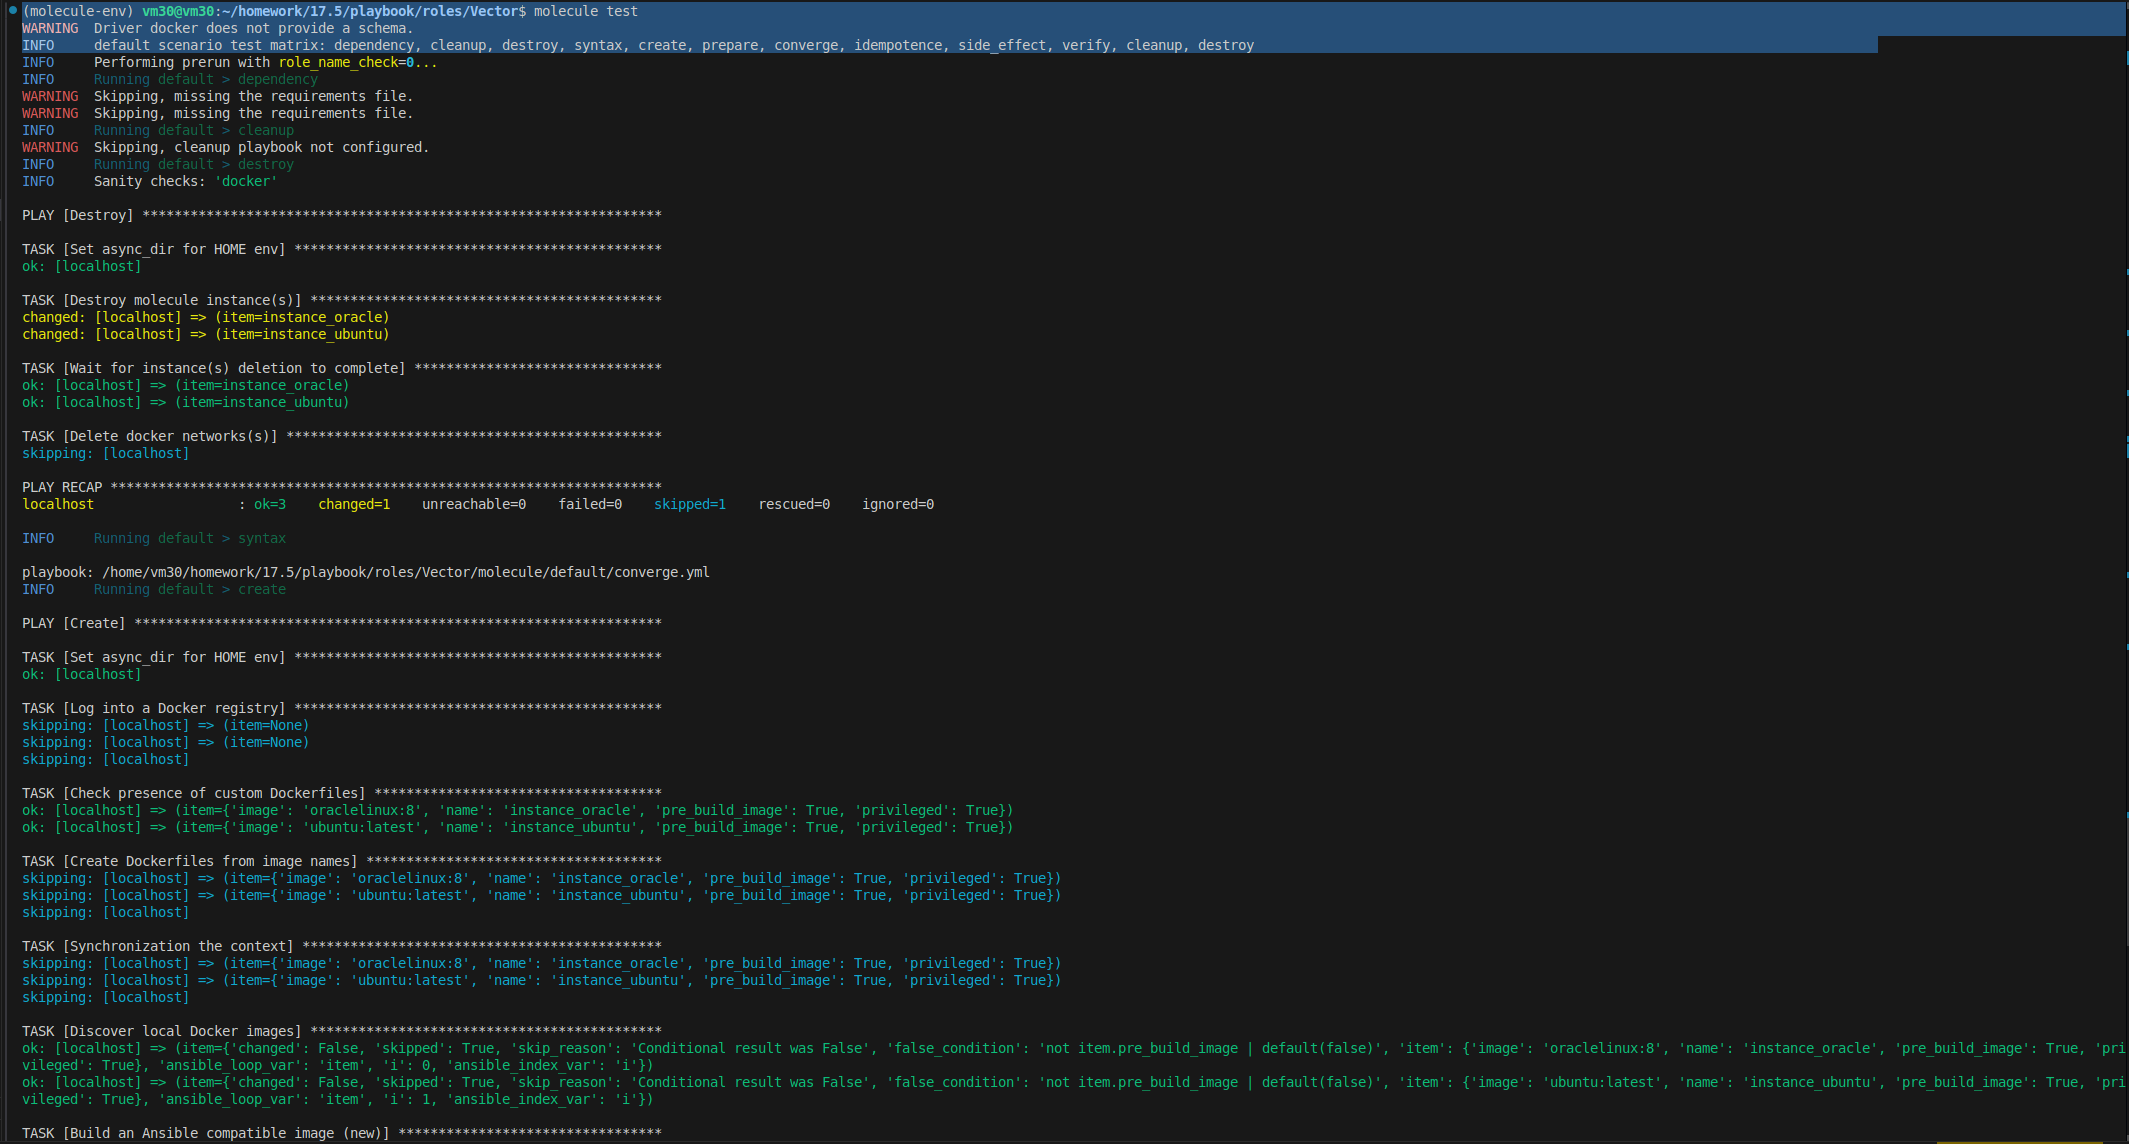 (molecule-env) vm30@vm30:~/homework/17.5/playbook/roles/Vector$ molecule test
WARNING  Driver docker does not provide a schema.
INFO     default scenario test matrix: dependency, cleanup, destroy, syntax, create, prepare, converge, idempotence, side_effect, verify, cleanup, destroy
INFO     Performing prerun with role_name_check=0...
INFO     Running default > dependency
WARNING  Skipping, missing the requirements file.
WARNING  Skipping, missing the requirements file.
INFO     Running default > cleanup
WARNING  Skipping, cleanup playbook not configured.
INFO     Running default > destroy
INFO     Sanity checks: 'docker'
PLAY [Destroy] *****************************************************************
TASK [Set async_dir for HOME env] **********************************************
ok: [localhost]
TASK [Destroy molecule instance(s)] ********************************************
changed: [localhost] => (item=instance_oracle)
changed: [localhost] => (item=instance_ubuntu)
TASK [Wait for instance(s) deletion to complete] *******************************
ok: [localhost] => (item=instance_oracle)
ok: [localhost] => (item=instance_ubuntu)
TASK [Delete docker networks(s)] ***********************************************
skipping: [localhost]
PLAY RECAP *********************************************************************
localhost                  : ok=3    changed=1    unreachable=0    failed=0    skipped=1    rescued=0    ignored=0
INFO     Running default > syntax
playbook: /home/vm30/homework/17.5/playbook/roles/Vector/molecule/default/converge.yml
INFO     Running default > create
PLAY [Create] ******************************************************************
TASK [Set async_dir for HOME env] **********************************************
ok: [localhost]
TASK [Log into a Docker registry] **********************************************
skipping: [localhost] => (item=None)
skipping: [localhost] => (item=None)
skipping: [localhost]
TASK [Check presence of custom Dockerfiles] ************************************
ok: [localhost] => (item={'image': 'oraclelinux:8', 'name': 'instance_oracle', 'pre_build_image': True, 'privileged': True})
ok: [localhost] => (item={'image': 'ubuntu:latest', 'name': 'instance_ubuntu', 'pre_build_image': True, 'privileged': True})
TASK [Create Dockerfiles from image names] *************************************
skipping: [localhost] => (item={'image': 'oraclelinux:8', 'name': 'instance_oracle', 'pre_build_image': True, 'privileged': True})
skipping: [localhost] => (item={'image': 'ubuntu:latest', 'name': 'instance_ubuntu', 'pre_build_image': True, 'privileged': True})
skipping: [localhost]
TASK [Synchronization the context] *********************************************
skipping: [localhost] => (item={'image': 'oraclelinux:8', 'name': 'instance_oracle', 'pre_build_image': True, 'privileged': True})
skipping: [localhost] => (item={'image': 'ubuntu:latest', 'name': 'instance_ubuntu', 'pre_build_image': True, 'privileged': True})
skipping: [localhost]
TASK [Discover local Docker images] ********************************************
ok: [localhost] => (item={'changed': False, 'skipped': True, 'skip_reason': 'Conditional result was False', 'false_condition': 'not item.pre_build_image | default(false)', 'item': {'image': 'oraclelinux:8', 'name': 'instance_oracle', 'pre_build_image': True, 'pri
vileged': True}, 'ansible_loop_var': 'item', 'i': 0, 'ansible_index_var': 'i'})
ok: [localhost] => (item={'changed': False, 'skipped': True, 'skip_reason': 'Conditional result was False', 'false_condition': 'not item.pre_build_image | default(false)', 'item': {'image': 'ubuntu:latest', 'name': 'instance_ubuntu', 'pre_build_image': True, 'pri
vileged': True}, 'ansible_loop_var': 'item', 'i': 1, 'ansible_index_var': 'i'})
TASK [Build an Ansible compatible image (new)] *********************************